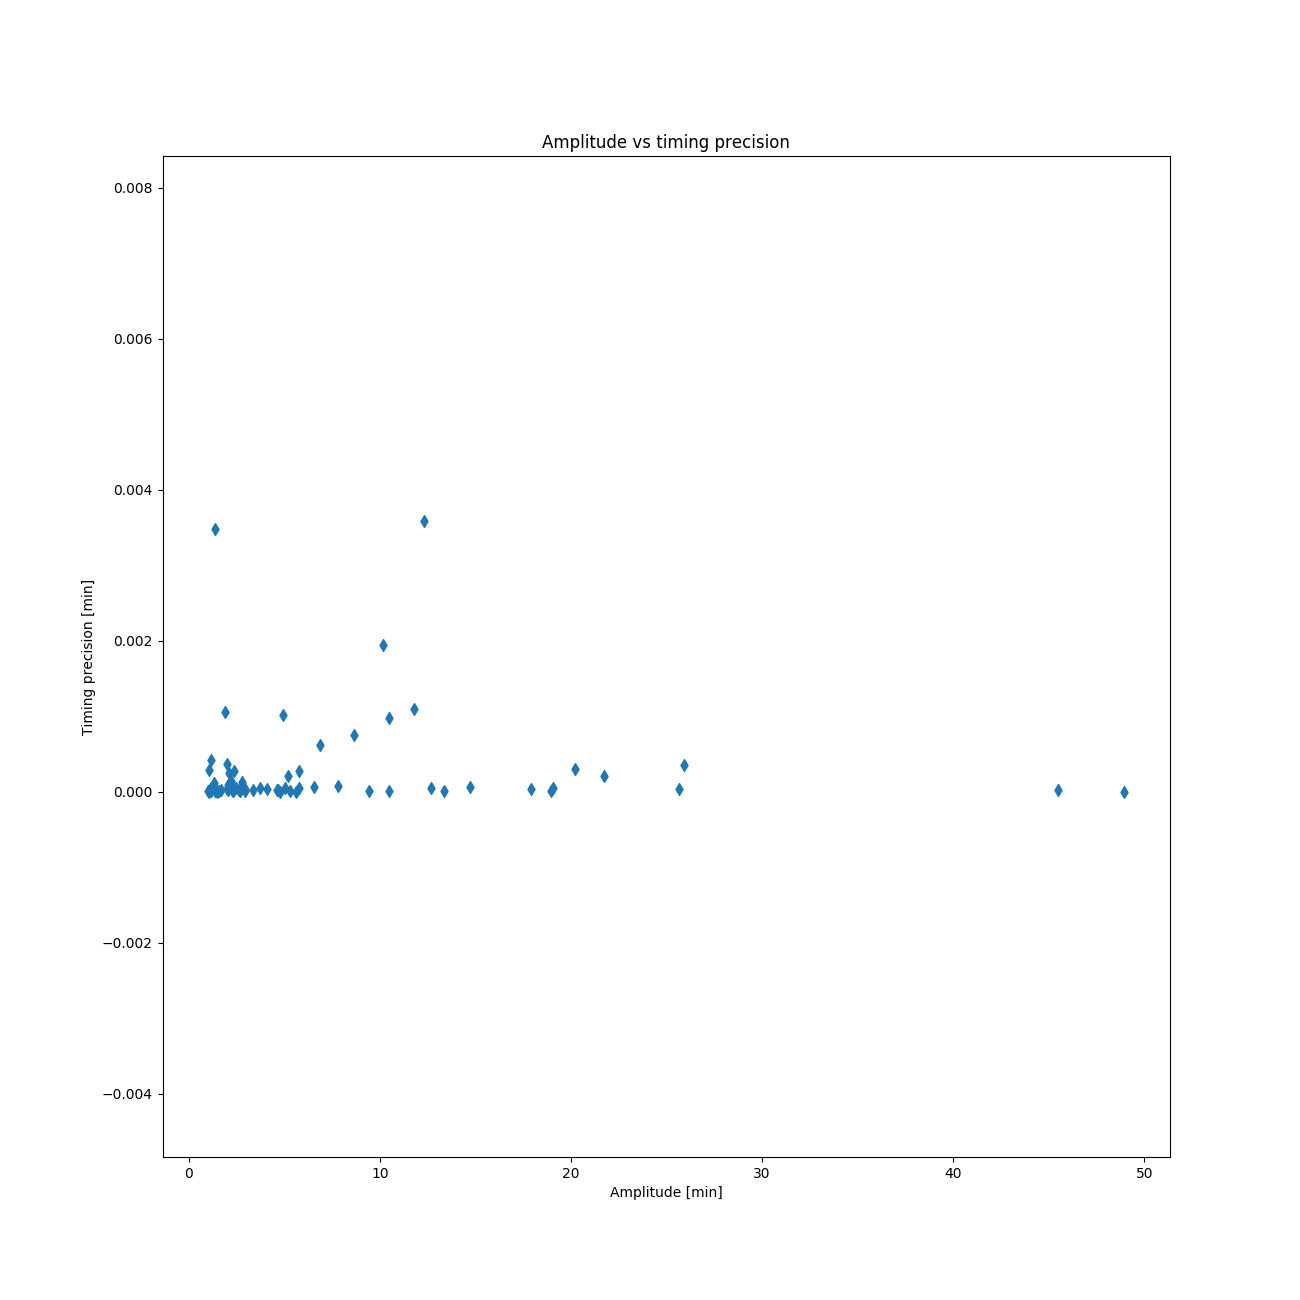 Amplitude vs timing precision
0.008
0.006
0.004
0.002
0.000
−0.002
−0.004
Timing precision [min]
0 10 20 30 40 50
Amplitude [min]